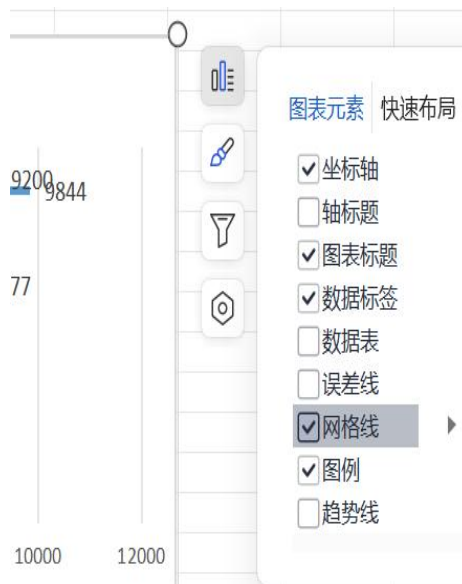 图表元素 快速布局
坐标轴
轴标题
图表标题
数据标签
数据表
误差线
网格线
图例
趋势线
9200
9844
77
10000 12000